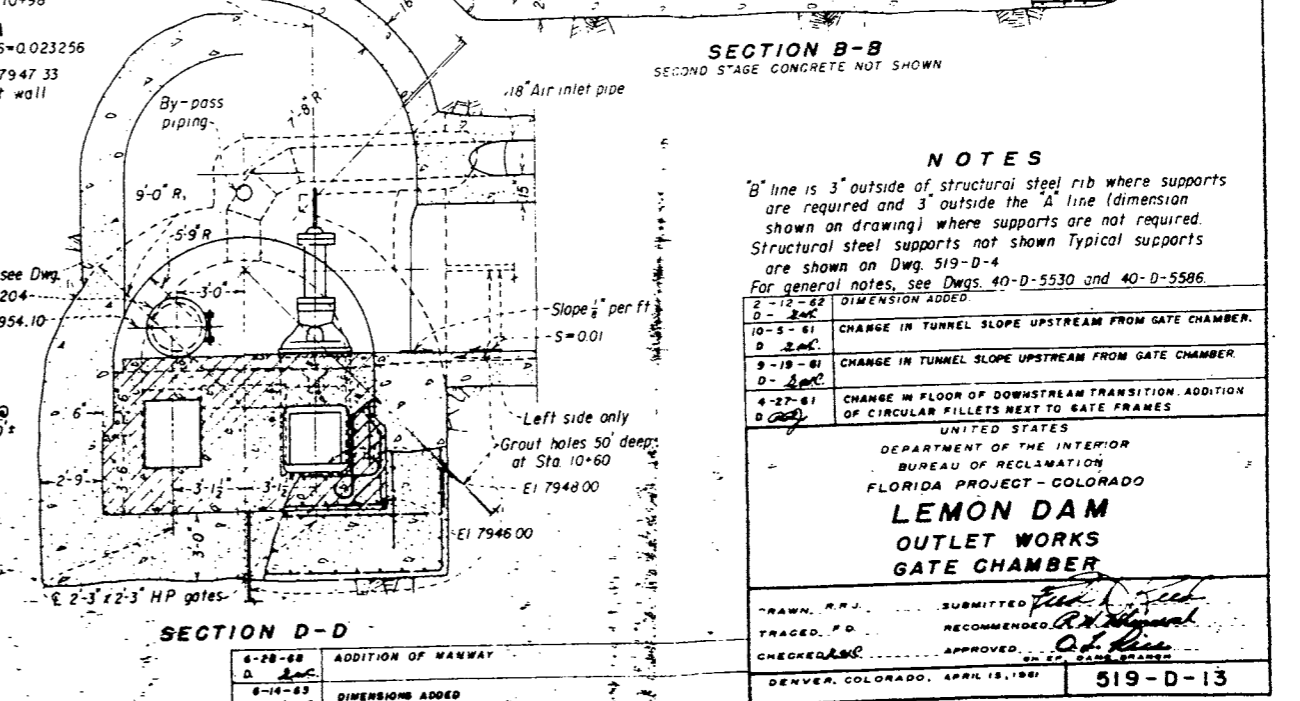 10+98
S=0.023256
7947 33
wall
SECTION B-B
SECOND STAGE CONCRETE NOT SHOWN
18" Air inlet pipe
By-pass
piping
7'-8" R
9'-0" R
5'-9" R
15"
see Dwg.
204
954.10
3'-0"
Slope 1/8" per ft
S=0.01
6"
Left side only
Grout holes 50' deep
at Sta. 10+60
El 7948 00
2'-9"
3'-1½"
3'-1½"
El 7946 00
3'-0"
℄ 2'-3" x 2'-3" HP gates
SECTION D-D
6-28-68
D
ADDITION OF MANWAY
6-14-63
DIMENSIONS ADDED
NOTES
"B" line is 3" outside of structural steel rib where supports
are required and 3" outside the "A" line (dimension
shown on drawing) where supports are not required.
Structural steel supports not shown Typical supports
are shown on Dwg. 519-D-4
For general notes, see Dwgs. 40-D-5530 and 40-D-5586.
2-12-62
D-
DIMENSION ADDED.
10-5-61
D
CHANGE IN TUNNEL SLOPE UPSTREAM FROM GATE CHAMBER.
9-19-61
D-
CHANGE IN TUNNEL SLOPE UPSTREAM FROM GATE CHAMBER.
4-27-61
D
CHANGE IN FLOOR OF DOWNSTREAM TRANSITION. ADDITION
OF CIRCULAR FILLETS NEXT TO GATE FRAMES
UNITED STATES
DEPARTMENT OF THE INTERIOR
BUREAU OF RECLAMATION
FLORIDA PROJECT - COLORADO
LEMON DAM
OUTLET WORKS
GATE CHAMBER
DRAWN R.R.J. SUBMITTED
TRACED F.D. RECOMMENDED
CHECKED APPROVED O. L. Rice
CHIEF, DAMS BRANCH
DENVER, COLORADO, APRIL 15, 1961
519-D-13